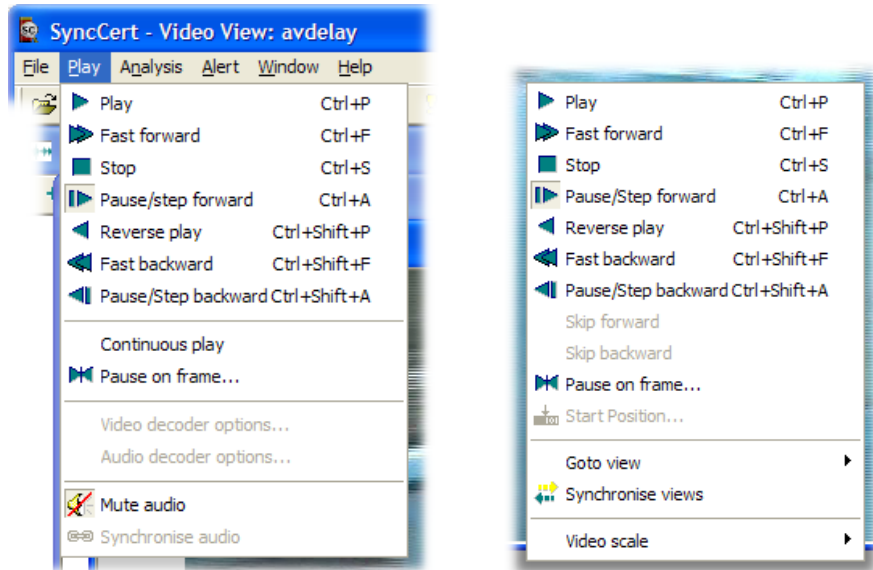 SyncCert - Video View: avdelay
File Play Analysis Alert Window Help
Play Ctrl+P
Fast forward Ctrl+F
Stop Ctrl+S
Pause/step forward Ctrl+A
Reverse play Ctrl+Shift+P
Fast backward Ctrl+Shift+F
Pause/Step backward Ctrl+Shift+A
Continuous play
Pause on frame...
Video decoder options...
Audio decoder options...
Mute audio
Synchronise audio
Play Ctrl+P
Fast forward Ctrl+F
Stop Ctrl+S
Pause/Step forward Ctrl+A
Reverse play Ctrl+Shift+P
Fast backward Ctrl+Shift+F
Pause/Step backward Ctrl+Shift+A
Skip forward
Skip backward
Pause on frame...
Start Position...
Goto view
Synchronise views
Video scale